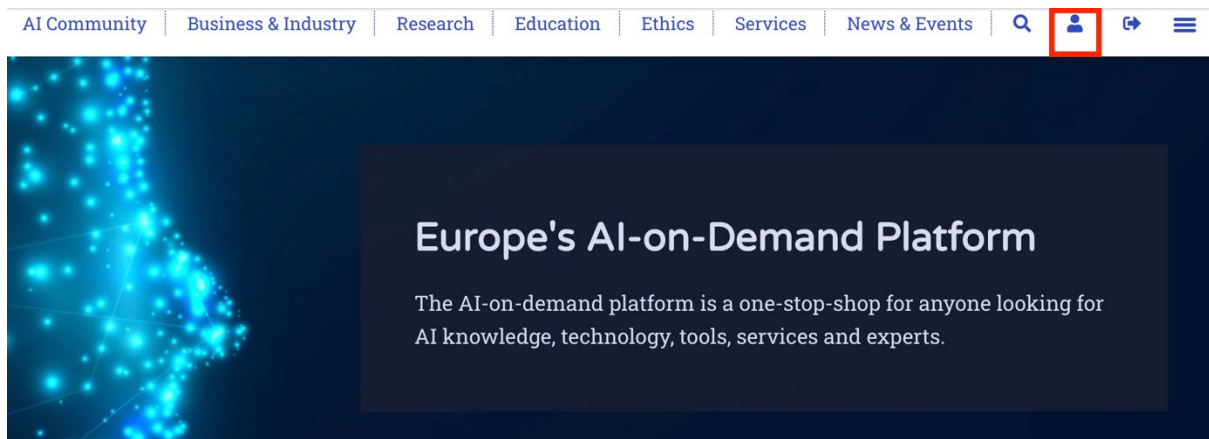 AI Community Business & Industry Research Education Ethics Services News & Events
Europe's AI-on-Demand Platform
The AI-on-demand platform is a one-stop-shop for anyone looking for
AI knowledge, technology, tools, services and experts.